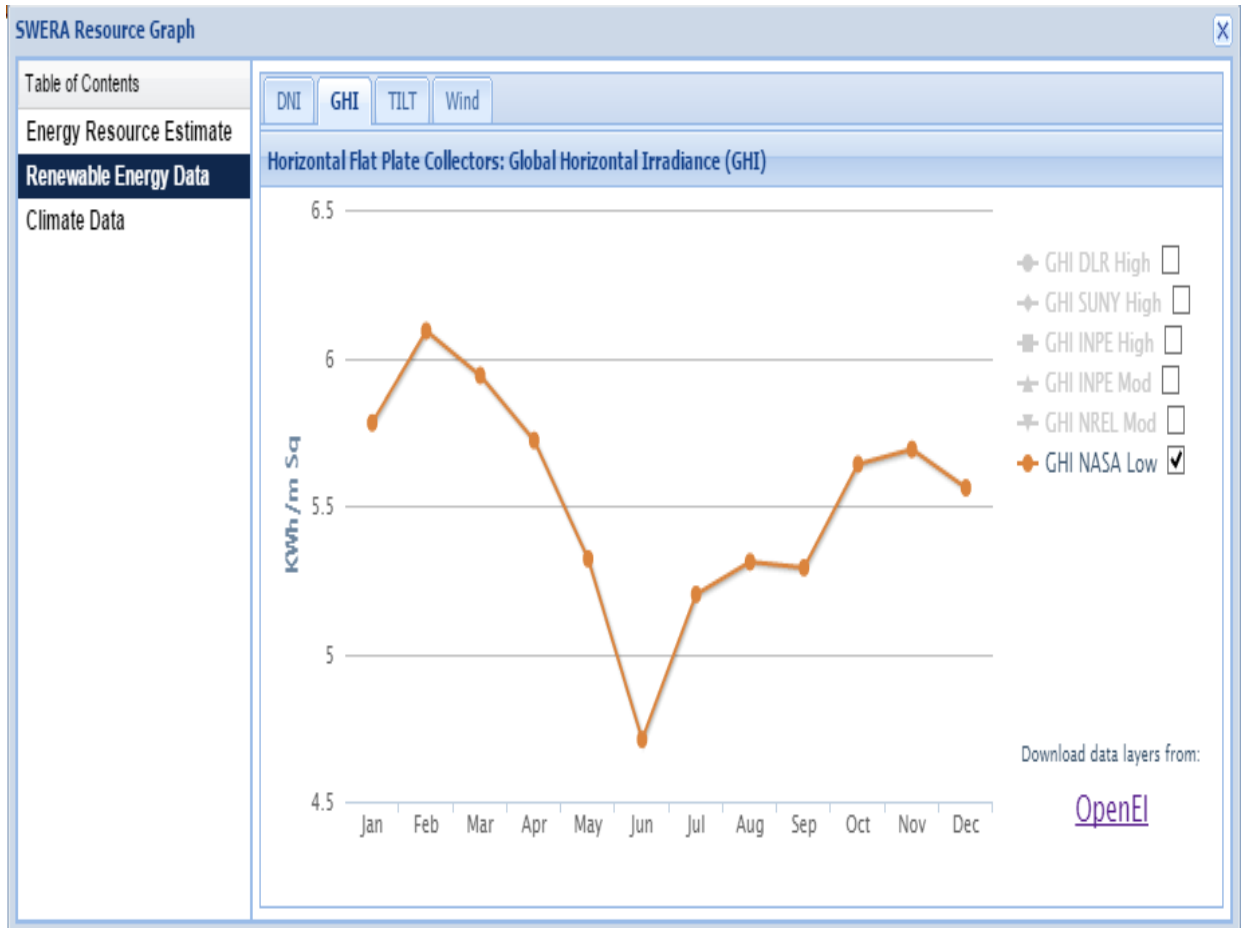 SWERA Resource Graph
Table of Contents
Energy Resource Estimate
Renewable Energy Data
Climate Data
DNI GHI TILT Wind
Horizontal Flat Plate Collectors: Global Horizontal Irradiance (GHI)
KWh/m Sq
6.5
6
5.5
5
4.5
Jan Feb Mar Apr May Jun Jul Aug Sep Oct Nov Dec
GHI DLR High
GHI SUNY High
GHI INPE High
GHI INPE Mod
GHI NREL Mod
GHI NASA Low
Download data layers from:
OpenEI